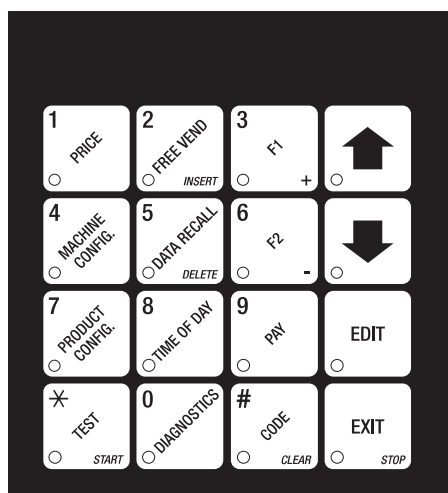 1
PRICE
2
FREE VEND
INSERT
3
F1
+
4
MACHINE
CONFIG.
5
DATA RECALL
DELETE
6
F2
-
7
PRODUCT
CONFIG.
8
TIME OF DAY
9
PAY
EDIT
*
TEST
START
0
DIAGNOSTICS
#
CODE
CLEAR
EXIT
STOP